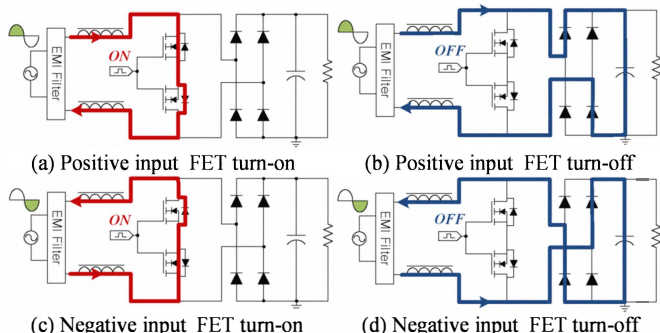 EMI Filter
ON
EMI Filter
OFF
(a) Positive input FET turn-on
(b) Positive input FET turn-off
EMI Filter
ON
EMI Filter
OFF
(c) Negative input FET turn-on
(d) Negative input FET turn-off